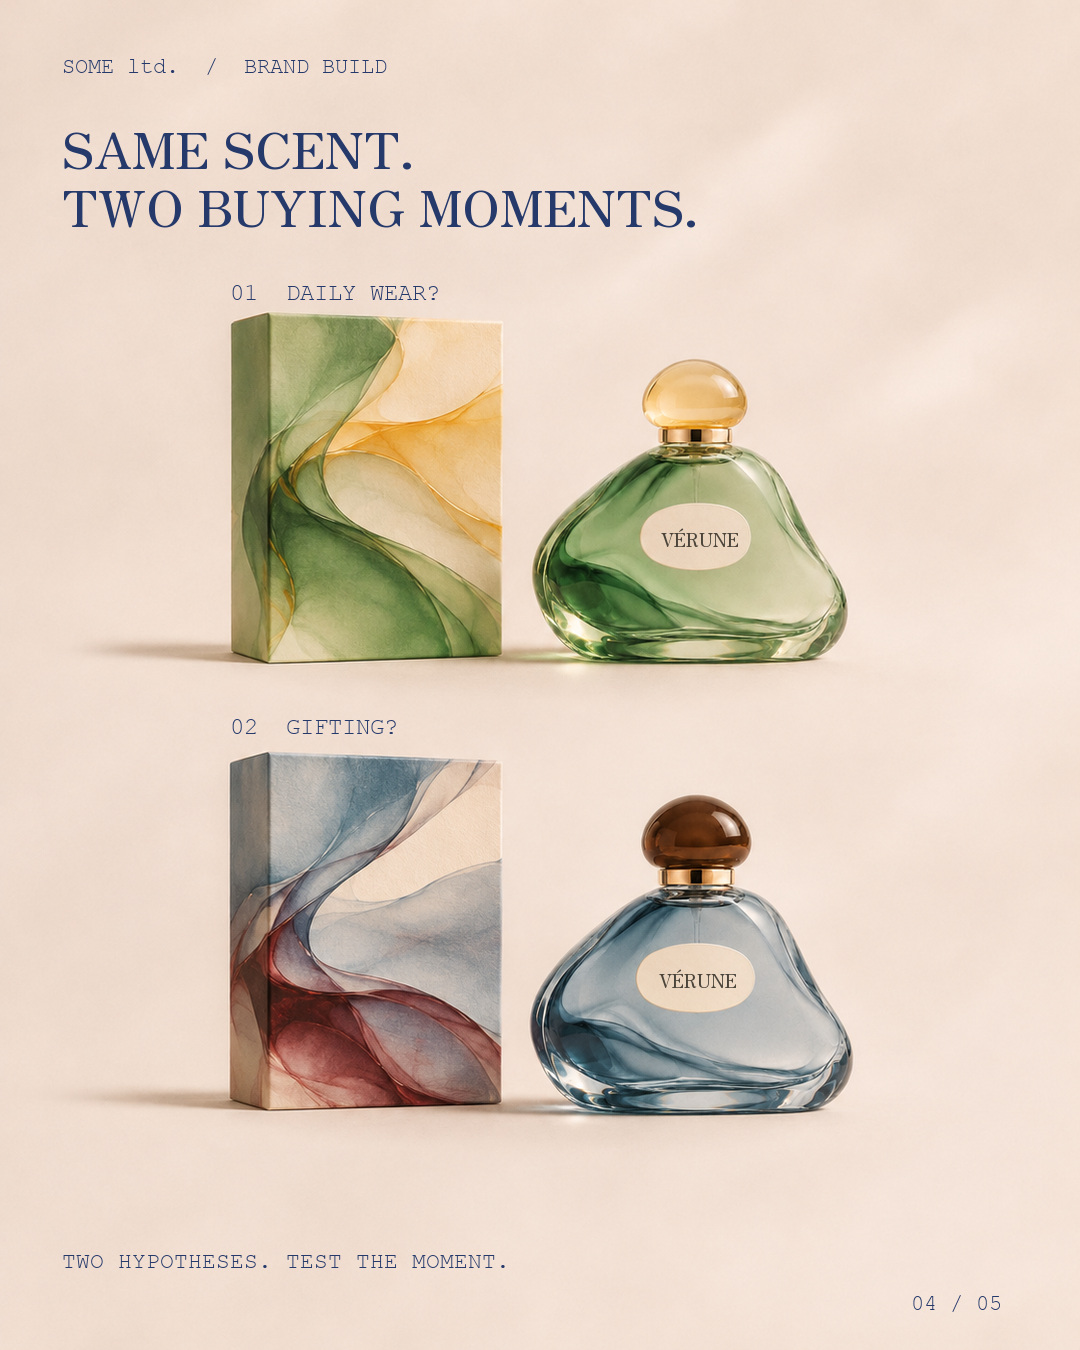 SOME ltd. / BRAND BUILD
SAME SCENT.
TWO BUYING MOMENTS.
01 DAILY WEAR?
VÉRUNE
02 GIFTING?
VÉRUNE
TWO HYPOTHESES. TEST THE MOMENT.
04 / 05